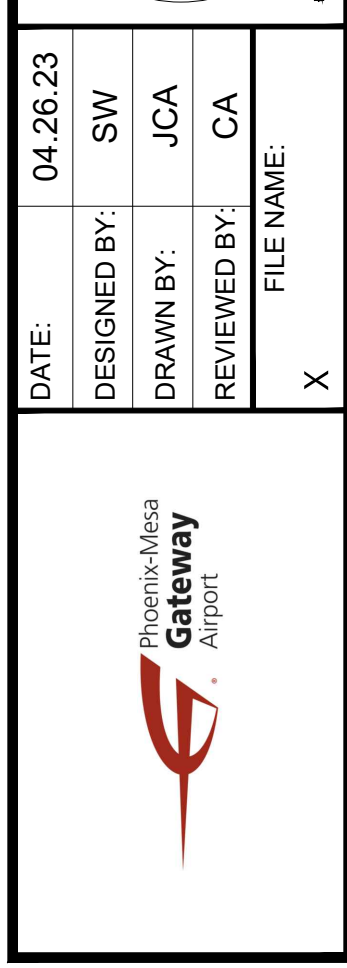 Phoenix-Mesa
Gateway
Airport
®
DATE: 04.26.23
DESIGNED BY: SW
DRAWN BY: JCA
REVIEWED BY: CA
FILE NAME:
X